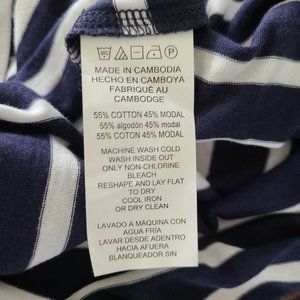 MADE IN CAMBODIA
HECHO EN CAMBOYA
FABRIQUÉ AU
CAMBODGE
55% COTTON 45% MODAL
55% algodón 45% modal
55% COTON 45% MODAL
MACHINE WASH COLD
WASH INSIDE OUT
ONLY NON-CHLORINE
BLEACH
RESHAPE AND LAY FLAT
TO DRY
COOL IRON
OR DRY CLEAN
LAVADO A MÁQUINA CON
AGUA FRÍA
LAVAR DESDE ADENTRO
HACIA AFUERA
BLANQUEADOR SIN